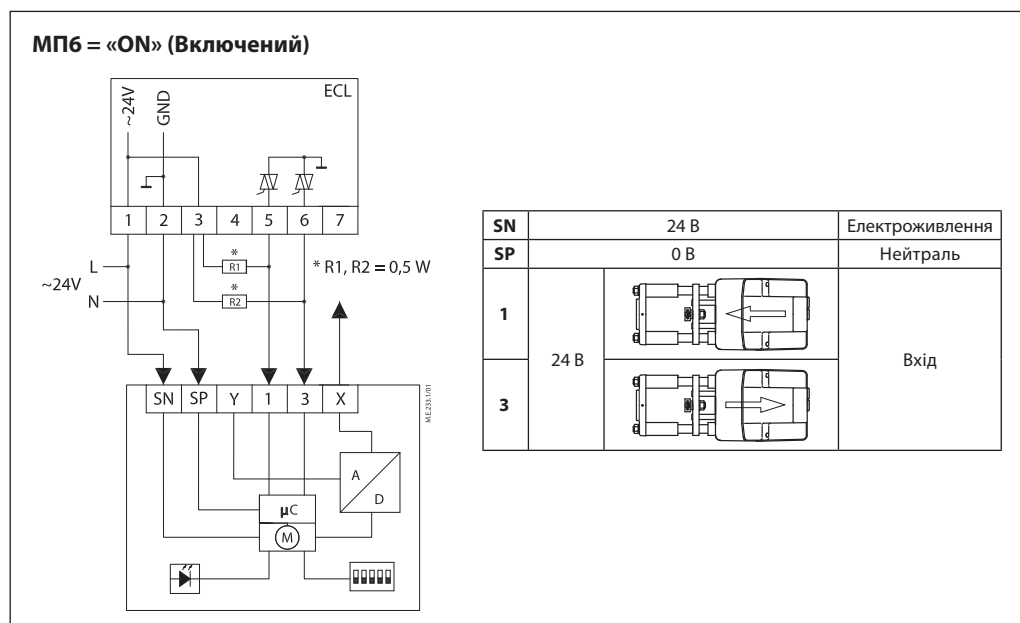 МП6 = «ON» (Включений)
ECL
~24V
GND
1 2 3 4 5 6 7
L
~24V
N
*
R1
*
R2
* R1, R2 = 0,5 W
SN SP Y 1 3 X
M.E.233.1/01
A
D
µC
M
SN 24 В Електроживлення
SP 0 В Нейтраль
1
24 В Вхід
3